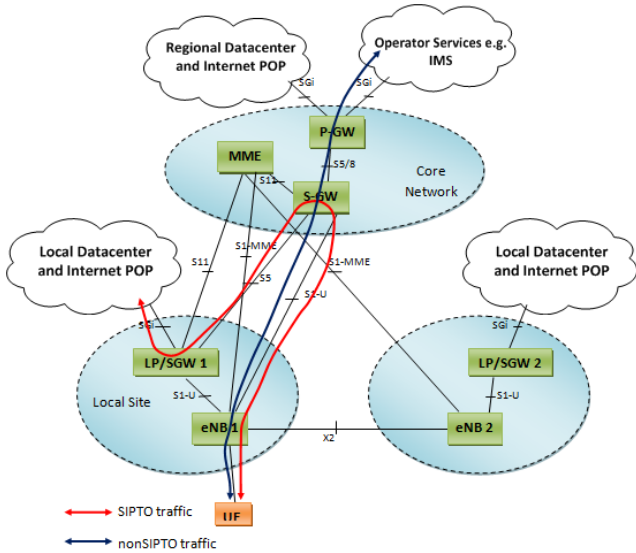 Regional Datacenter
and Internet POP
Operator Services e.g.
IMS
SGi
SGi
P-GW
MME
S5/8
S11
Core
Network
S-GW
Local Datacenter
and Internet POP
Local Datacenter
and Internet POP
S11
S1-MME
S5
S1-MME
S1-U
SGi
SGi
LP/SGW 1
LP/SGW 2
Local Site
S1-U
S1-U
eNB 1
eNB 2
X2
SIPTO traffic
UE
nonSIPTO traffic